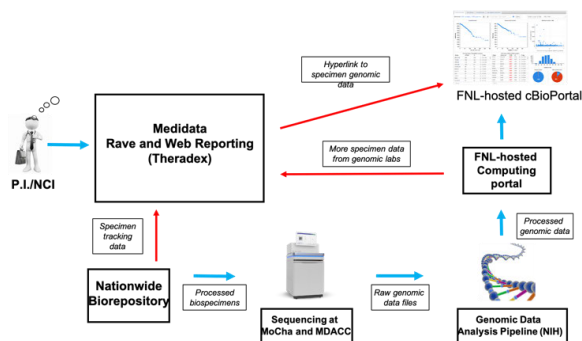 Hyperlink to
specimen genomic
data
FNL-hosted cBioPortal
Medidata
Rave and Web Reporting
(Theradex)
P.I./NCI
More specimen data
from genomic labs
FNL-hosted
Computing
portal
Specimen
tracking
data
Processed
genomic data
Nationwide
Biorepository
Processed
biospecimens
Raw genomic
data files
Sequencing at
MoCha and MDACC
Genomic Data
Analysis Pipeline (NIH)